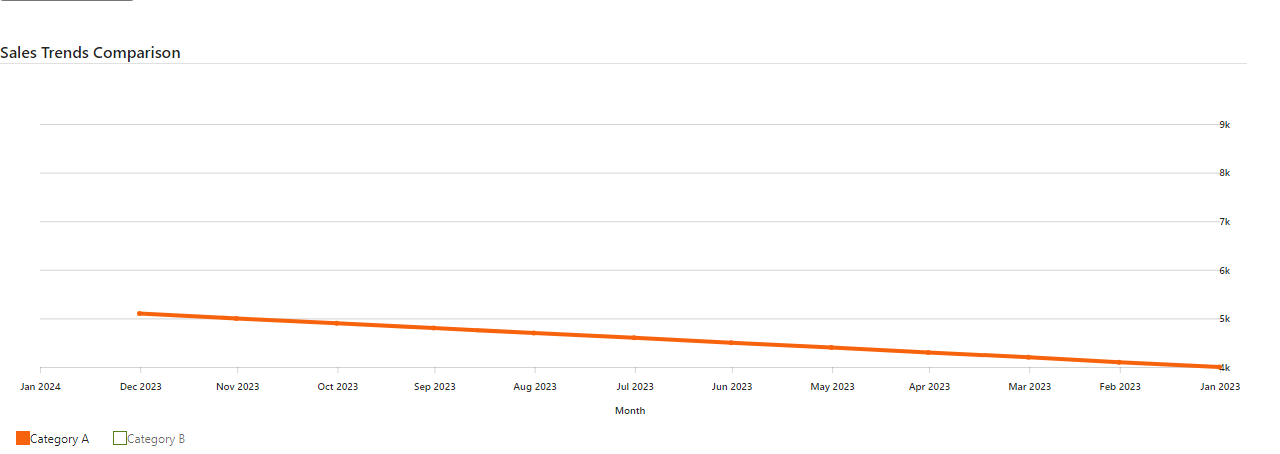 Sales Trends Comparison
9k
8k
7k
6k
5k
4k
Jan 2024 Dec 2023 Nov 2023 Oct 2023 Sep 2023 Aug 2023 Jul 2023 Jun 2023 May 2023 Apr 2023 Mar 2023 Feb 2023 Jan 2023
Month
Category A Category B